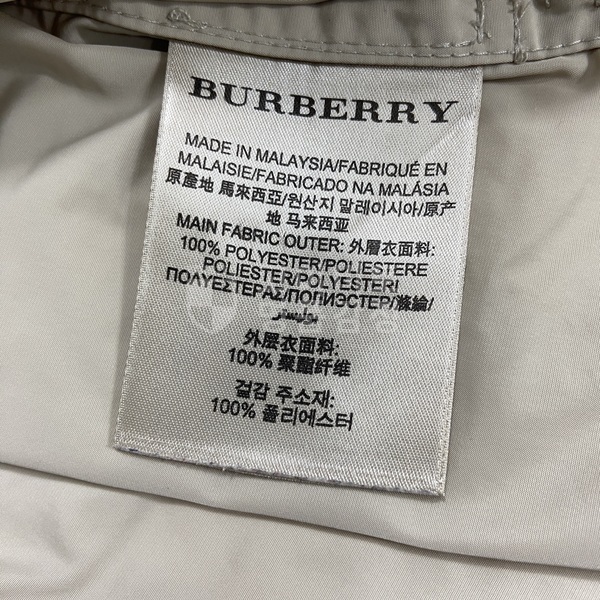 BURBERRY
MADE IN MALAYSIA/FABRIQUÉ EN
MALAISIE/FABRICADO NA MALÁSIA
原產地 馬來西亞/원산지 말레이시아/原产
地 马来西亚
MAIN FABRIC OUTER: 外層衣面料:
100% POLYESTER/POLIESTERE
POLIESTER/POLYESTERI
ΠΟΛΥΕΣΤΕΡΑΣ/ПОЛИЭСТЕР/滌綸/
بوليستر
外层衣面料:
100% 聚酯纤维
겉감 주소재:
100% 폴리에스터